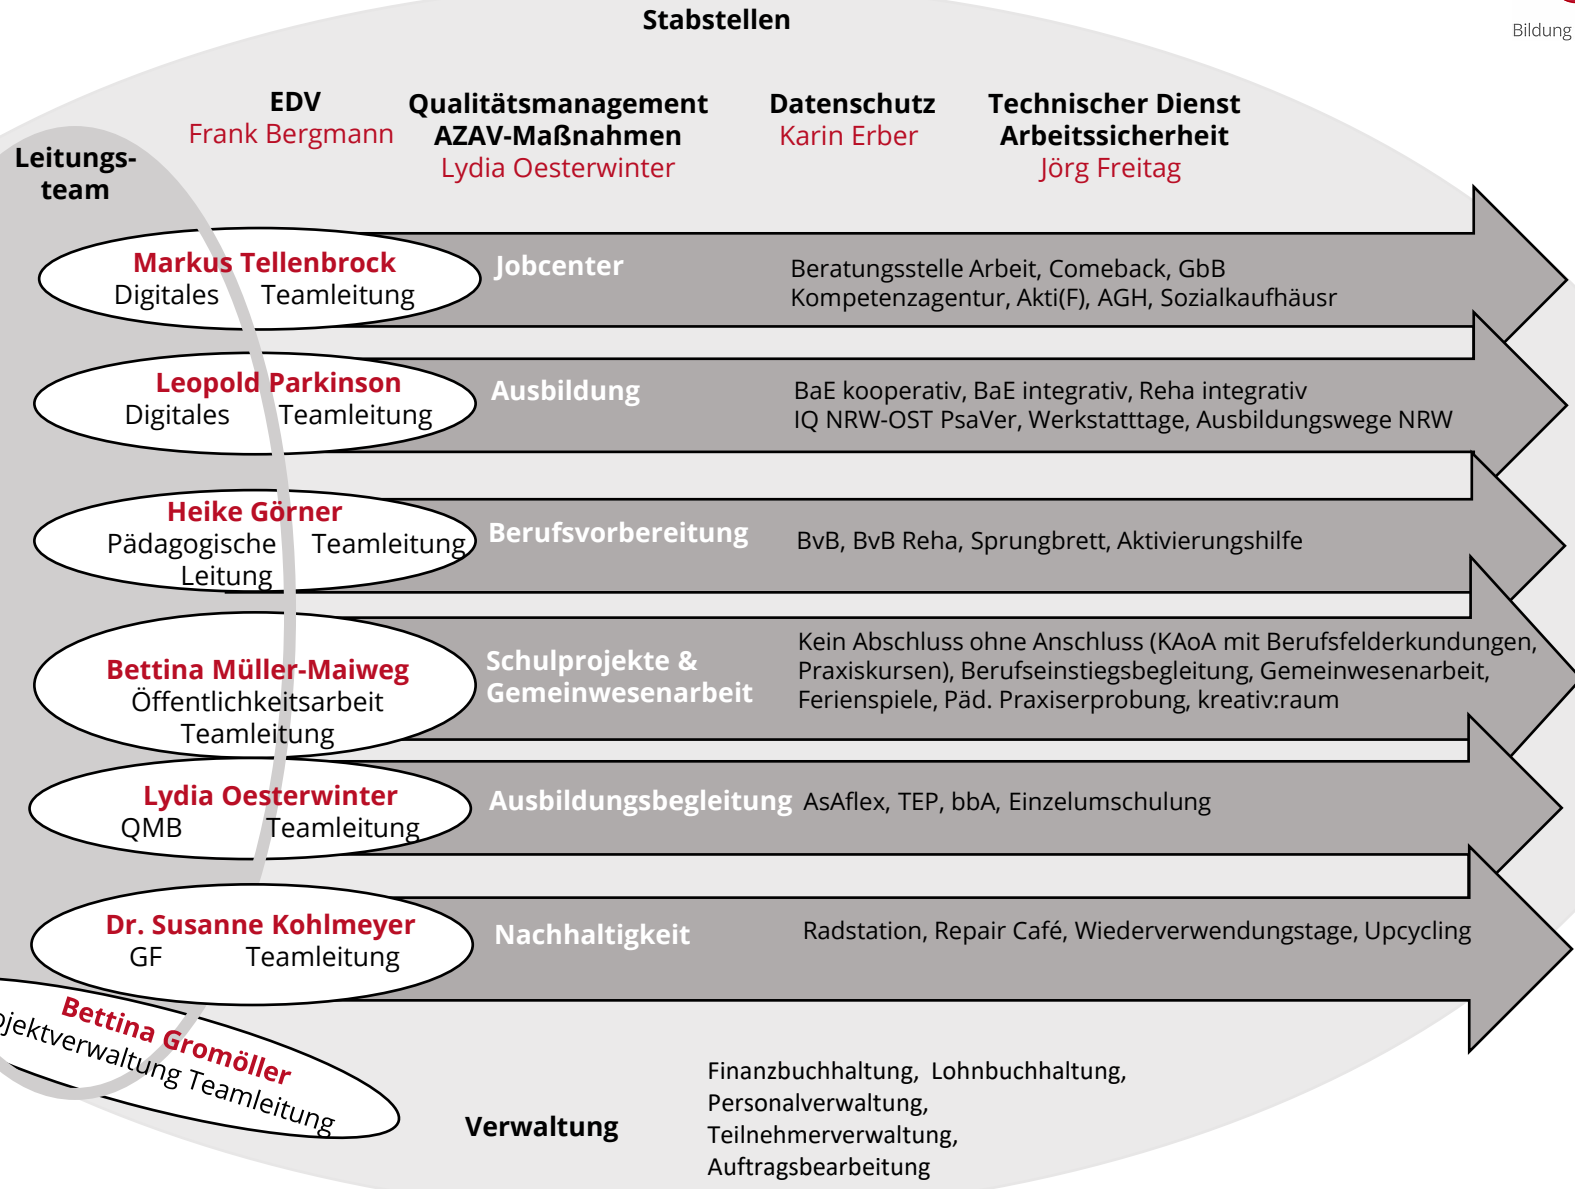 Stabstellen
Bildung
EDV
Frank Bergmann
Qualitätsmanagement
AZAV-Maßnahmen
Lydia Oesterwinter
Datenschutz
Karin Erber
Technischer Dienst
Arbeitssicherheit
Jörg Freitag
Leitungs-
team
Markus Tellenbrock
Digitales Teamleitung
Jobcenter
Beratungsstelle Arbeit, Comeback, GbB
Kompetenzagentur, Akti(F), AGH, Sozialkaufhäusr
Leopold Parkinson
Digitales Teamleitung
Ausbildung
BaE kooperativ, BaE integrativ, Reha integrativ
IQ NRW-OST PsaVer, Werkstatttage, Ausbildungswege NRW
Heike Görner
Pädagogische Teamleitung
Leitung
Berufsvorbereitung
BvB, BvB Reha, Sprungbrett, Aktivierungshilfe
Bettina Müller-Maiweg
Öffentlichkeitsarbeit
Teamleitung
Schulprojekte &
Gemeinwesenarbeit
Kein Abschluss ohne Anschluss (KAoA mit Berufsfelderkundungen,
Praxiskursen), Berufseinstiegsbegleitung, Gemeinwesenarbeit,
Ferienspiele, Päd. Praxiserprobung, kreativ:raum
Lydia Oesterwinter
QMB Teamleitung
Ausbildungsbegleitung
AsAflex, TEP, bbA, Einzelumschulung
Dr. Susanne Kohlmeyer
GF Teamleitung
Nachhaltigkeit
Radstation, Repair Café, Wiederverwendungstage, Upcycling
Bettina Gromöller
ojektverwaltung Teamleitung
Verwaltung
Finanzbuchhaltung, Lohnbuchhaltung,
Personalverwaltung,
Teilnehmerverwaltung,
Auftragsbearbeitung